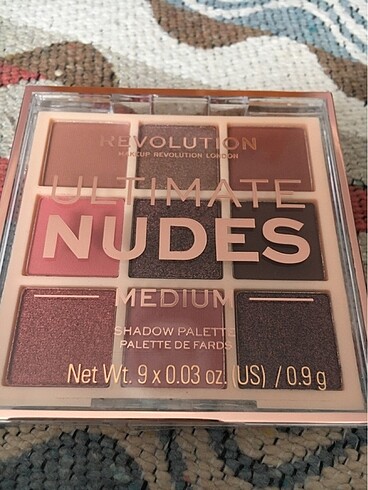 REVOLUTION
MAKEUP REVOLUTION LONDON
ULTIMATE
NUDES
MEDIUM
SHADOW PALETTE
PALETTE DE FARDS
Net Wt. 9 x 0.03 oz. (US) / 0.9 g